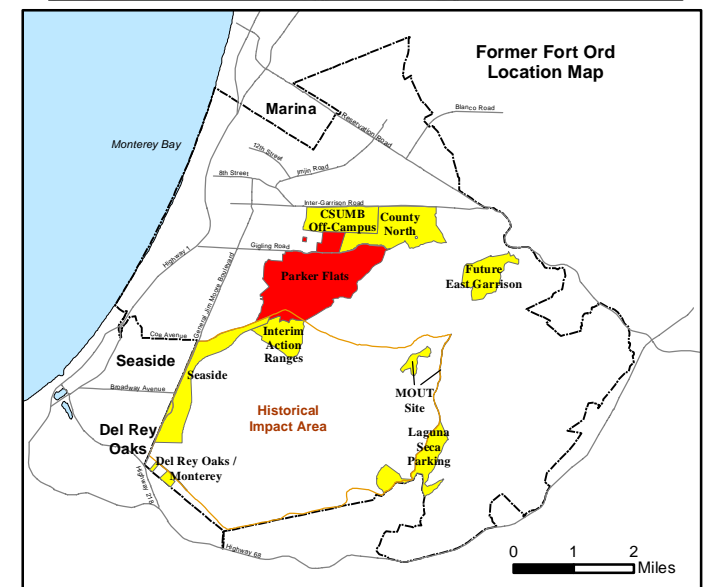 Former Fort Ord
Location Map
Marina
Blanco Road
Reservation Road
Monterey Bay
12th Street
Imjin Road
8th Street
Inter-Garrison Road
CSUMB
Off-Campus
County
North
Gigling Road
Highway 1
General Jim Moore Boulevard
Parker Flats
Future
East Garrison
Coe Avenue
Interim
Action
Ranges
Seaside
Seaside
Broadway Avenue
MOUT
Site
Historical
Impact Area
Del Rey
Oaks
Laguna
Seca
Parking
Del Rey Oaks /
Monterey
Highway 218
Highway 68
0 1 2
Miles